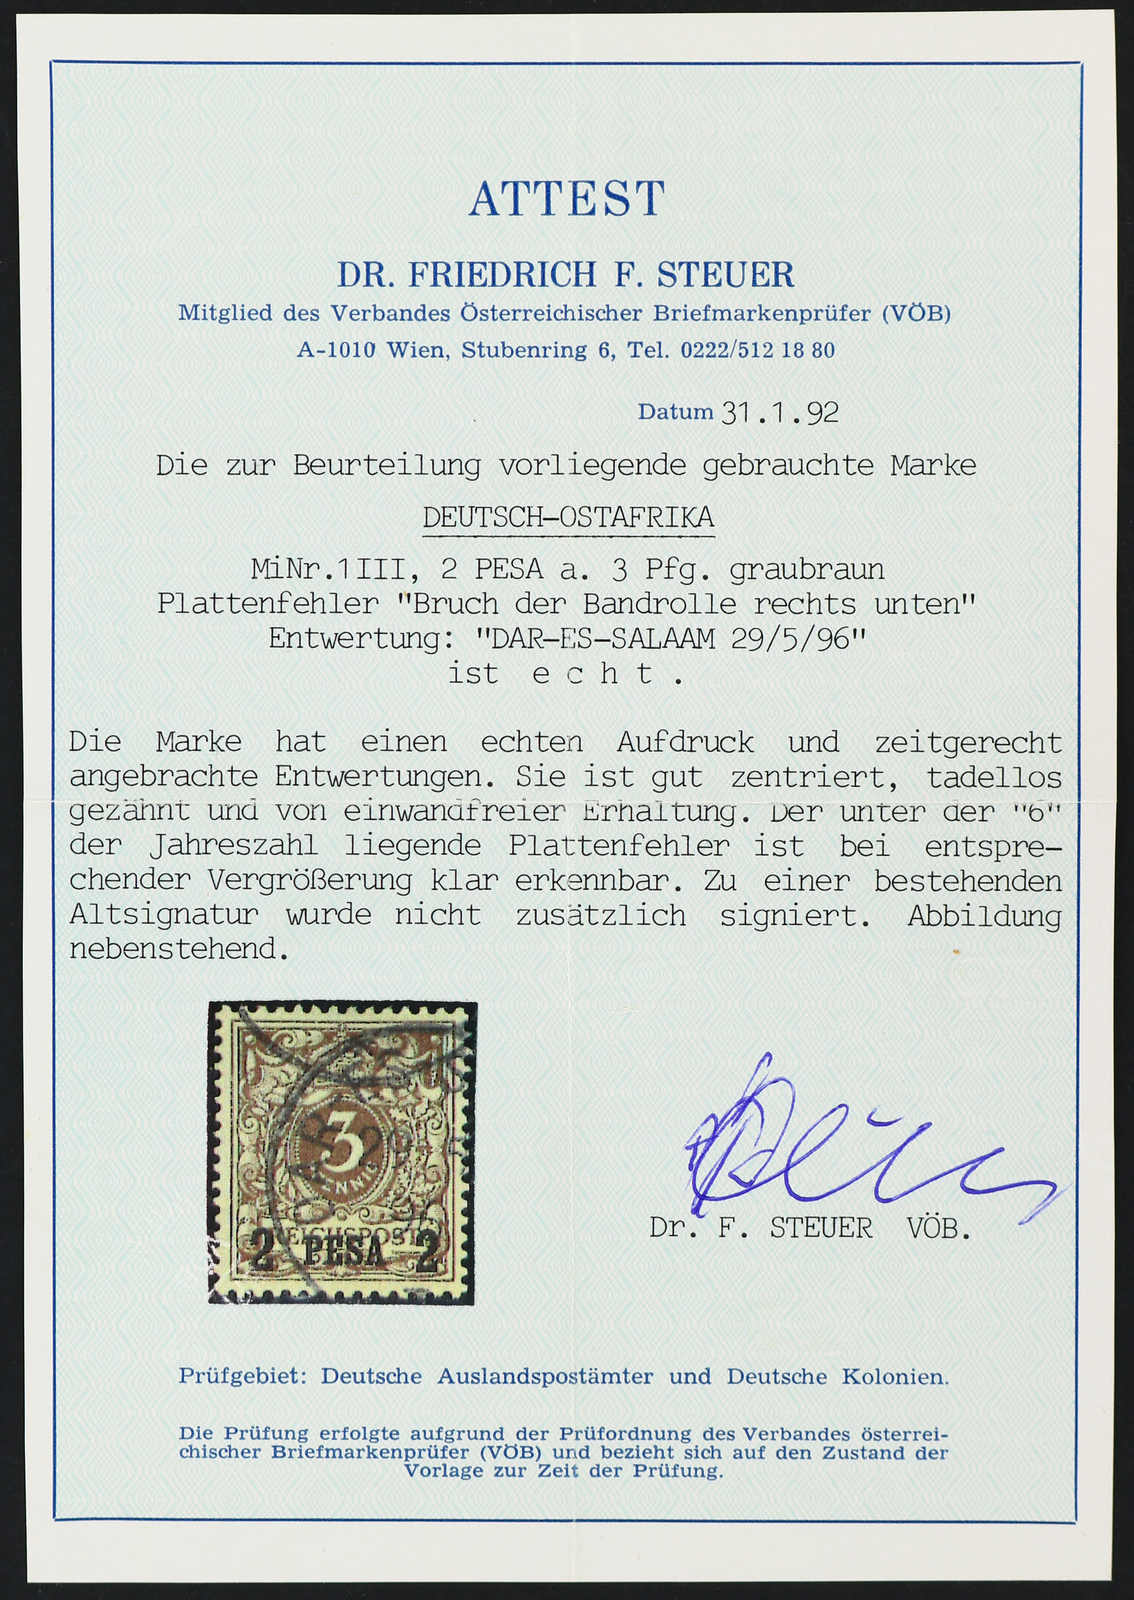 ATTEST
DR. FRIEDRICH F. STEUER
Mitglied des Verbandes Österreichischer Briefmarkenprüfer (VÖB)
A-1010 Wien, Stubenring 6, Tel. 0222/512 18 80
Datum 31.1.92
Die zur Beurteilung vorliegende gebrauchte Marke
DEUTSCH-OSTAFRIKA
MiNr.1III, 2 PESA a. 3 Pfg. graubraun
Plattenfehler "Bruch der Bandrolle rechts unten"
Entwertung: "DAR-ES-SALAAM 29/5/96"
ist e c h t .
Die Marke hat einen echten Aufdruck und zeitgerecht
angebrachte Entwertungen. Sie ist gut zentriert, tadellos
gezähnt und von einwandfreier Erhaltung. Der unter der "6"
der Jahreszahl liegende Plattenfehler ist bei entspre-
chender Vergrößerung klar erkennbar. Zu einer bestehenden
Altsignatur wurde nicht zusätzlich signiert. Abbildung
nebenstehend.
3
REICHSPOST
2 PESA 2
Dr. F. STEUER VÖB.
Prüfgebiet: Deutsche Auslandspostämter und Deutsche Kolonien.
Die Prüfung erfolgte aufgrund der Prüfordnung des Verbandes österrei-
chischer Briefmarkenprüfer (VÖB) und bezieht sich auf den Zustand der
Vorlage zur Zeit der Prüfung.